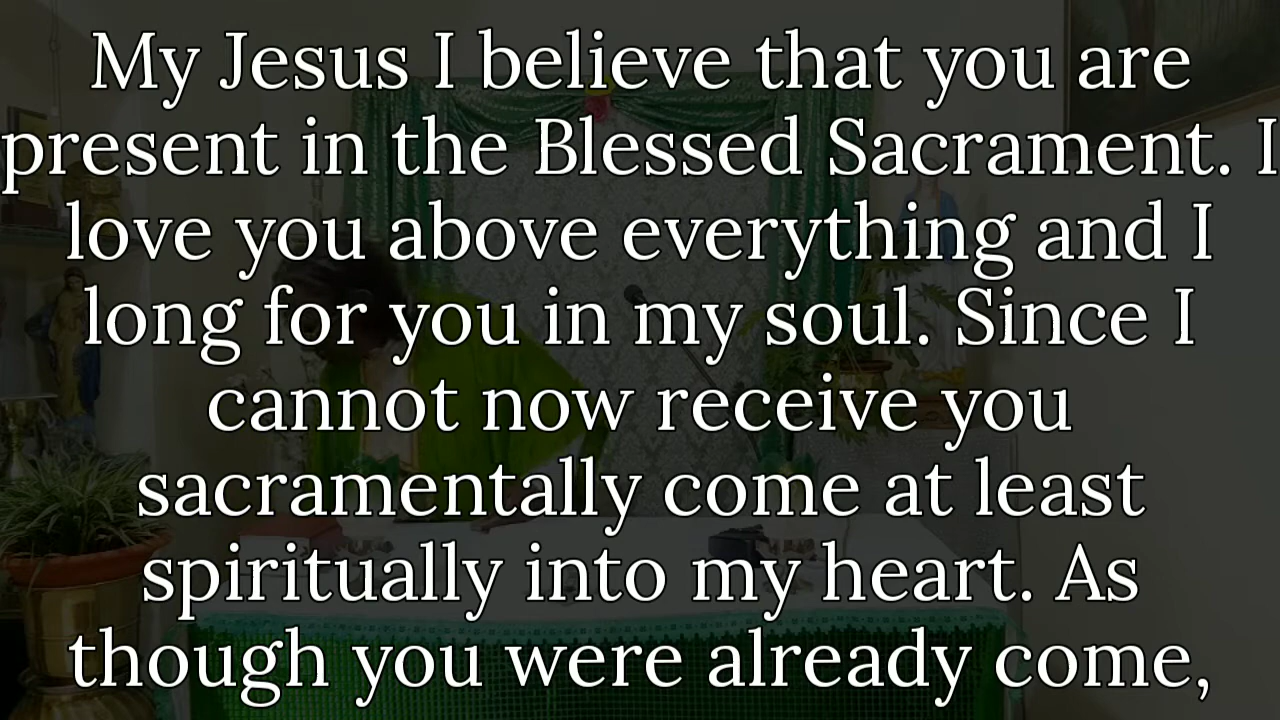 My Jesus I believe that you are
present in the Blessed Sacrament. I
love you above everything and I
long for you in my soul. Since I
cannot now receive you
sacramentally come at least
spiritually into my heart. As
though you were already come,